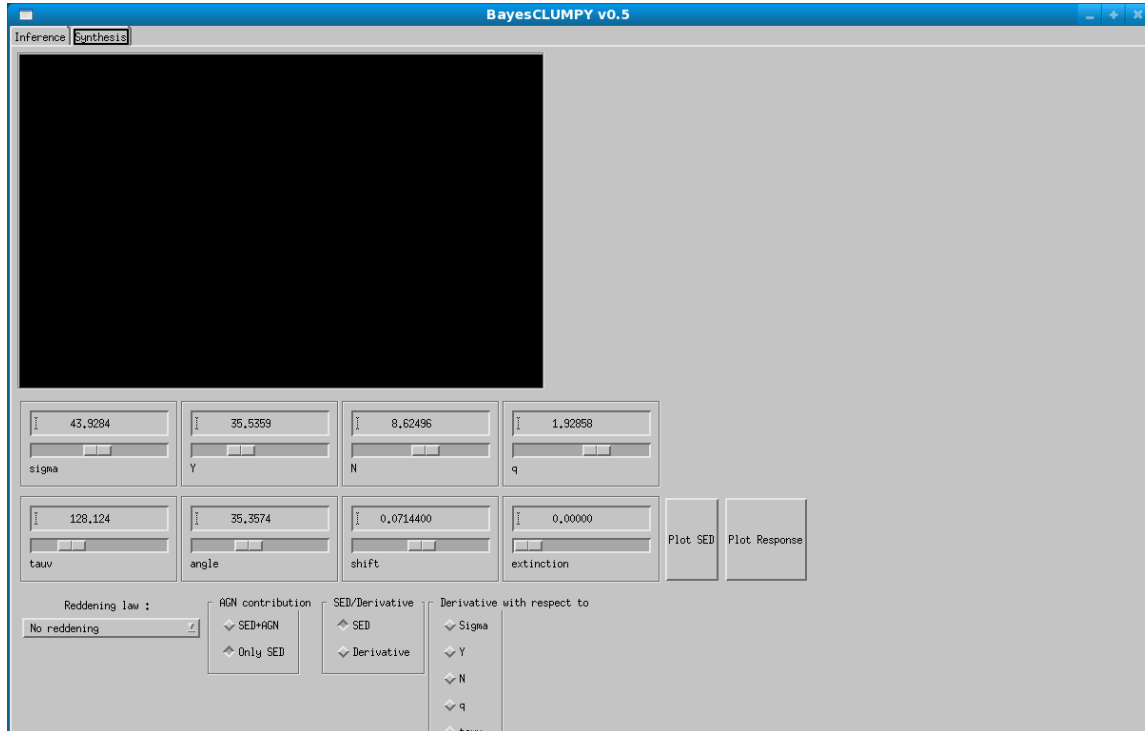 BayesCLUMPY v0.5
Inference Synthesis
43.9284 35.5359 8.62496 1.92858
sigma Y N q
128.124 35.3574 0.0714400 0.00000
Plot SED Plot Response
tauv angle shift extinction
Reddening law : AGN contribution SED/Derivative Derivative with respect to
No reddening SED+AGN SED Sigma
Only SED Derivative Y
N
q